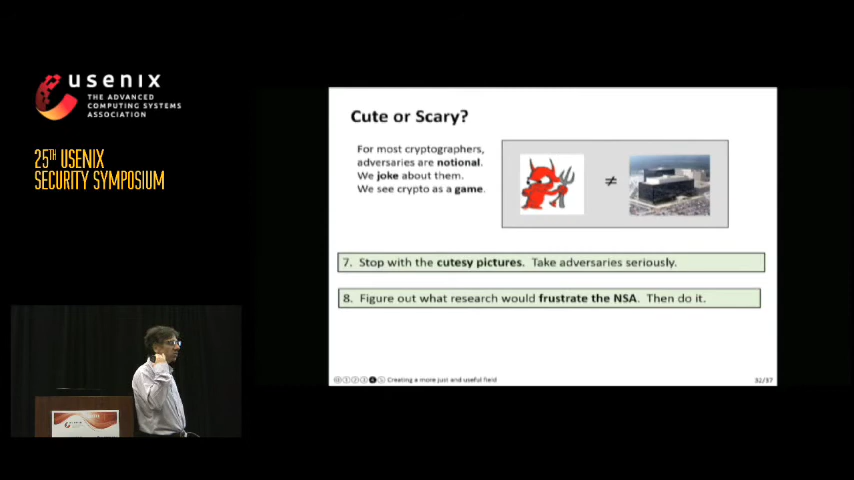 usenix
THE ADVANCED
COMPUTING SYSTEMS
ASSOCIATION
25TH USENIX
SECURITY SYMPOSIUM
Cute or Scary?
For most cryptographers,
adversaries are notional.
We joke about them.
We see crypto as a game.
≠
7. Stop with the cutesy pictures. Take adversaries seriously.
8. Figure out what research would frustrate the NSA. Then do it.
Creating a more just and useful field
32/37